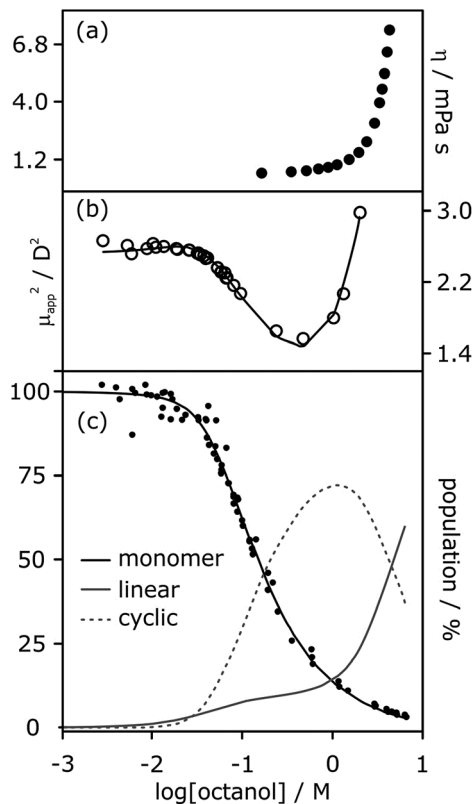 (a)
6.8
4.0
1.2
η / mPa s
(b)
μapp² / D²
3.0
2.2
1.4
(c)
100
75
50
25
0
monomer
linear
cyclic
population / %
-3 -2 -1 0 1
log[octanol] / M